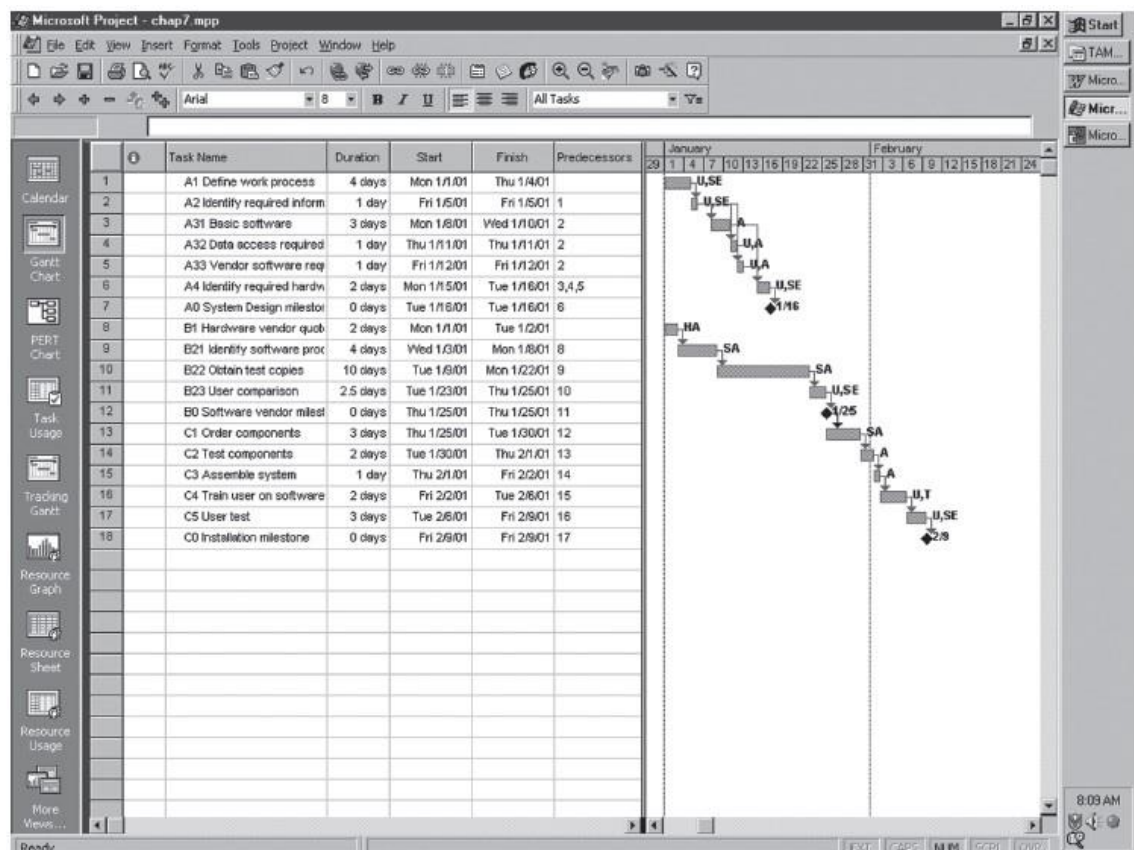 Microsoft Project - chap7.mpp
Start
File Edit View Insert Format Tools Project Window Help
TAM...
Micro...
Arial 8 B I U All Tasks
Micr...
Micro...
Task Name Duration Start Finish Predecessors
January February
29 1 4 7 10 13 16 19 22 25 28 31 3 6 9 12 15 18 21 24
1 A1 Define work process 4 days Mon 1/1/01 Thu 1/4/01 U,SE
2 A2 Identify required inform 1 day Fri 1/5/01 Fri 1/5/01 1 U,SE
3 A31 Basic software 3 days Mon 1/8/01 Wed 1/10/01 2 A
4 A32 Data access required 1 day Thu 1/11/01 Thu 1/11/01 2 U,A
5 A33 Vendor software req 1 day Fri 1/12/01 Fri 1/12/01 2 U,A
6 A4 Identify required hardw 2 days Mon 1/15/01 Tue 1/16/01 3,4,5 U,SE
7 A0 System Design milestor 0 days Tue 1/16/01 Tue 1/16/01 6 1/16
8 B1 Hardware vendor quot 2 days Mon 1/1/01 Tue 1/2/01 HA
9 B21 Identify software proc 4 days Wed 1/3/01 Mon 1/8/01 8 SA
10 B22 Obtain test copies 10 days Tue 1/9/01 Mon 1/22/01 9 SA
11 B23 User comparison 2.5 days Tue 1/23/01 Thu 1/25/01 10 U,SE
12 B0 Software vendor milest 0 days Thu 1/25/01 Thu 1/25/01 11 1/25
13 C1 Order components 3 days Thu 1/25/01 Tue 1/30/01 12 SA
14 C2 Test components 2 days Tue 1/30/01 Thu 2/1/01 13 A
15 C3 Assemble system 1 day Thu 2/1/01 Fri 2/2/01 14 A
16 C4 Train user on software 2 days Fri 2/2/01 Tue 2/6/01 15 U,T
17 C5 User test 3 days Tue 2/6/01 Fri 2/9/01 16 U,SE
18 C0 Installation milestone 0 days Fri 2/9/01 Fri 2/9/01 17 2/9
Calendar
Gantt
Chart
PERT
Chart
Task
Usage
Tracking
Gantt
Resource
Graph
Resource
Sheet
Resource
Usage
More
Views...
8:09 AM
Ready EXT CAPS NUM SCRL OVR